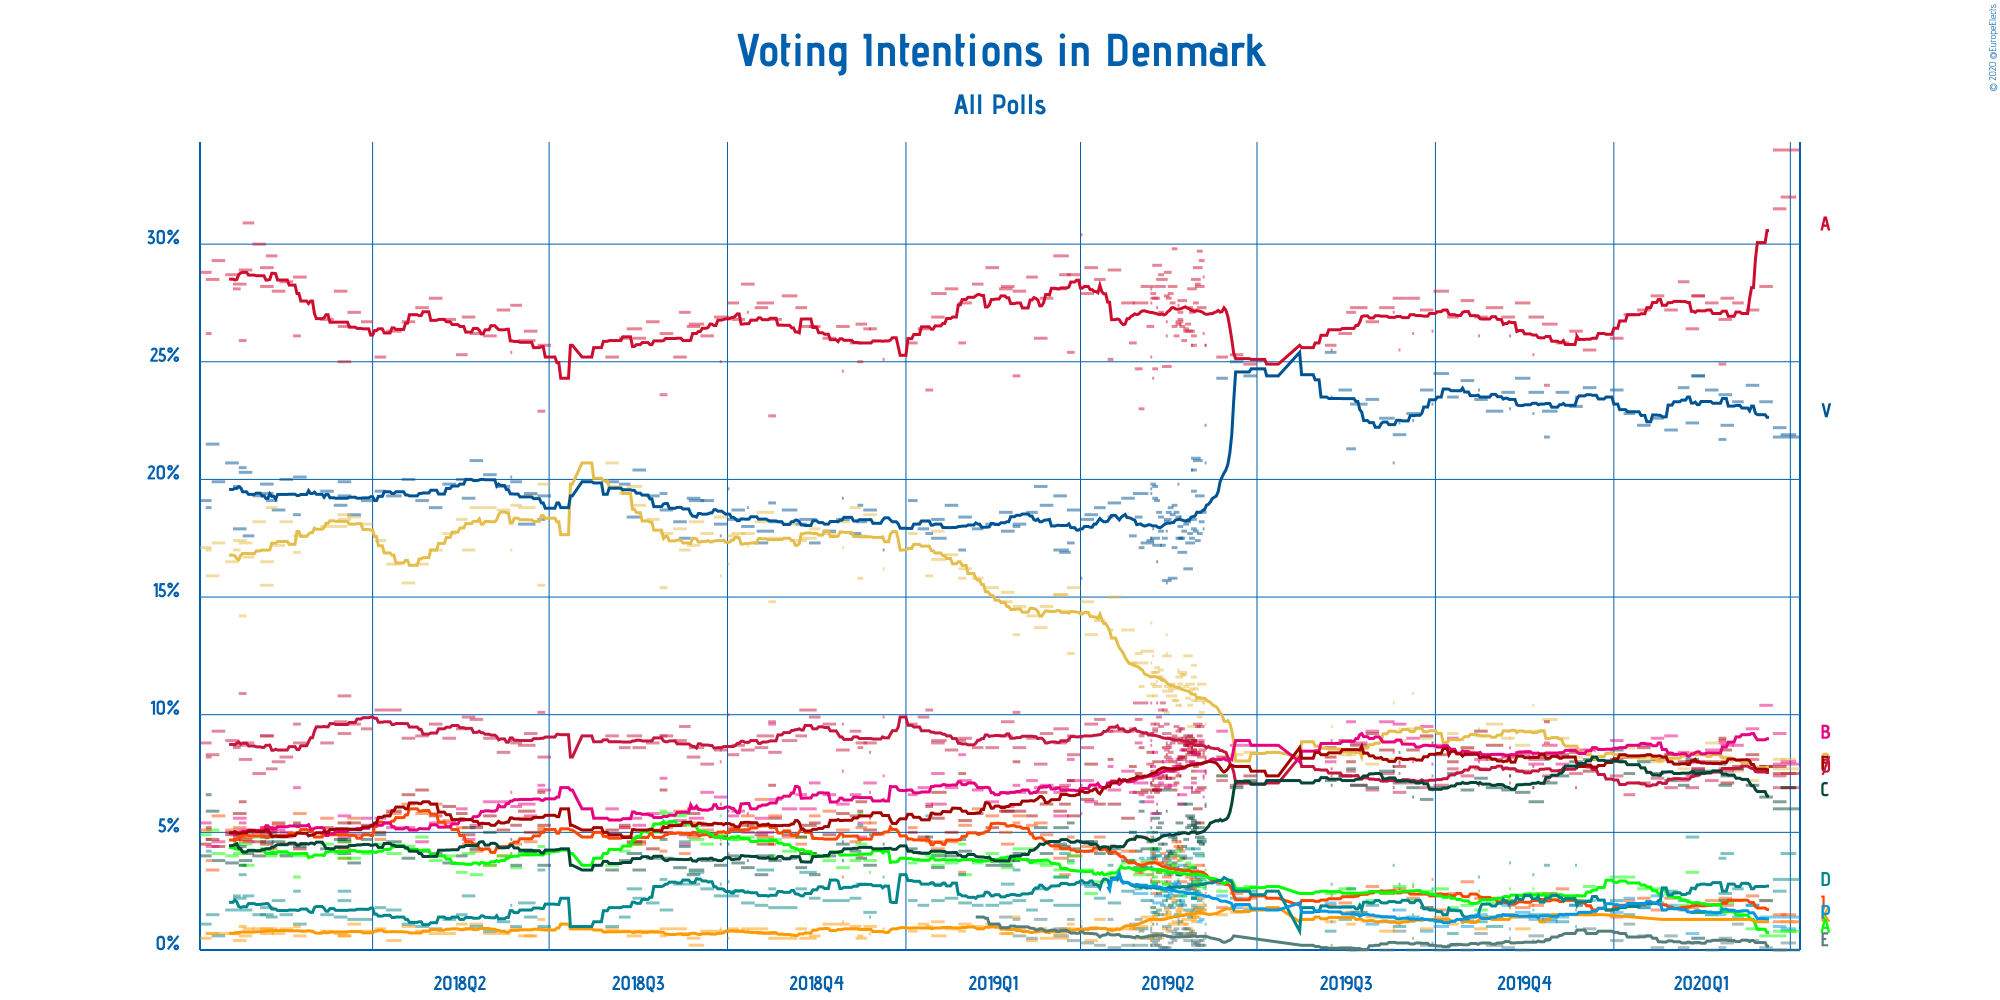 © 2020 @EuropeElects
Voting Intentions in Denmark
All Polls
30%
25%
20%
15%
10%
5%
0%
A
V
B
C
D
E
2018Q2
2018Q3
2018Q4
2019Q1
2019Q2
2019Q3
2019Q4
2020Q1